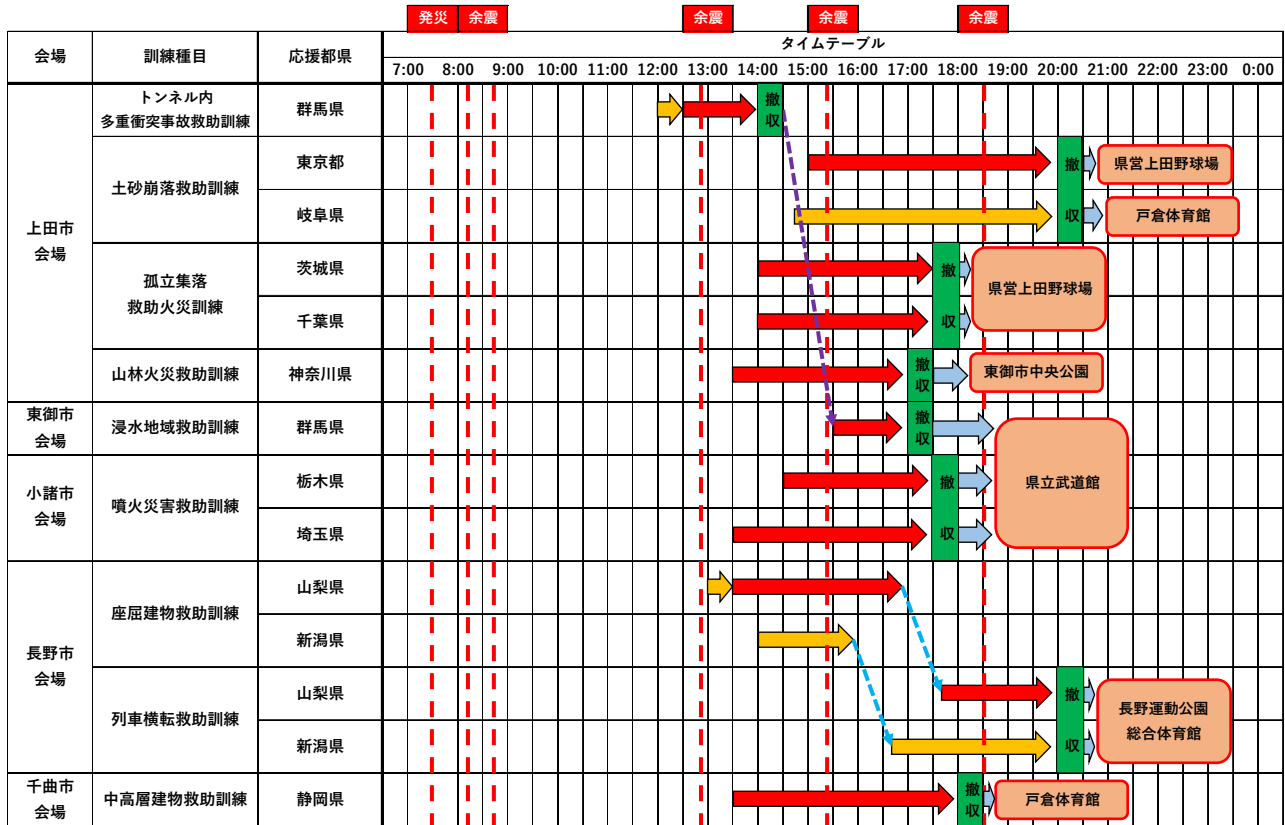 発災 余震 余震 余震 余震
会場 訓練種目 応援都県 タイムテーブル
7:00 8:00 9:00 10:00 11:00 12:00 13:00 14:00 15:00 16:00 17:00 18:00 19:00 20:00 21:00 22:00 23:00 0:00
上田市
会場
トンネル内
多重衝突事故救助訓練
群馬県
撤
収
土砂崩落救助訓練
東京都
撤
県営上田野球場
岐阜県
収
戸倉体育館
孤立集落
救助火災訓練
茨城県
撤
県営上田野球場
千葉県
収
山林火災救助訓練
神奈川県
撤
収
東御市中央公園
東御市
会場
浸水地域救助訓練
群馬県
撤
収
県立武道館
小諸市
会場
噴火災害救助訓練
栃木県
撤
埼玉県
収
長野市
会場
座屈建物救助訓練
山梨県
新潟県
列車横転救助訓練
山梨県
撤
長野運動公園
総合体育館
新潟県
収
千曲市
会場
中高層建物救助訓練
静岡県
撤
収
戸倉体育館